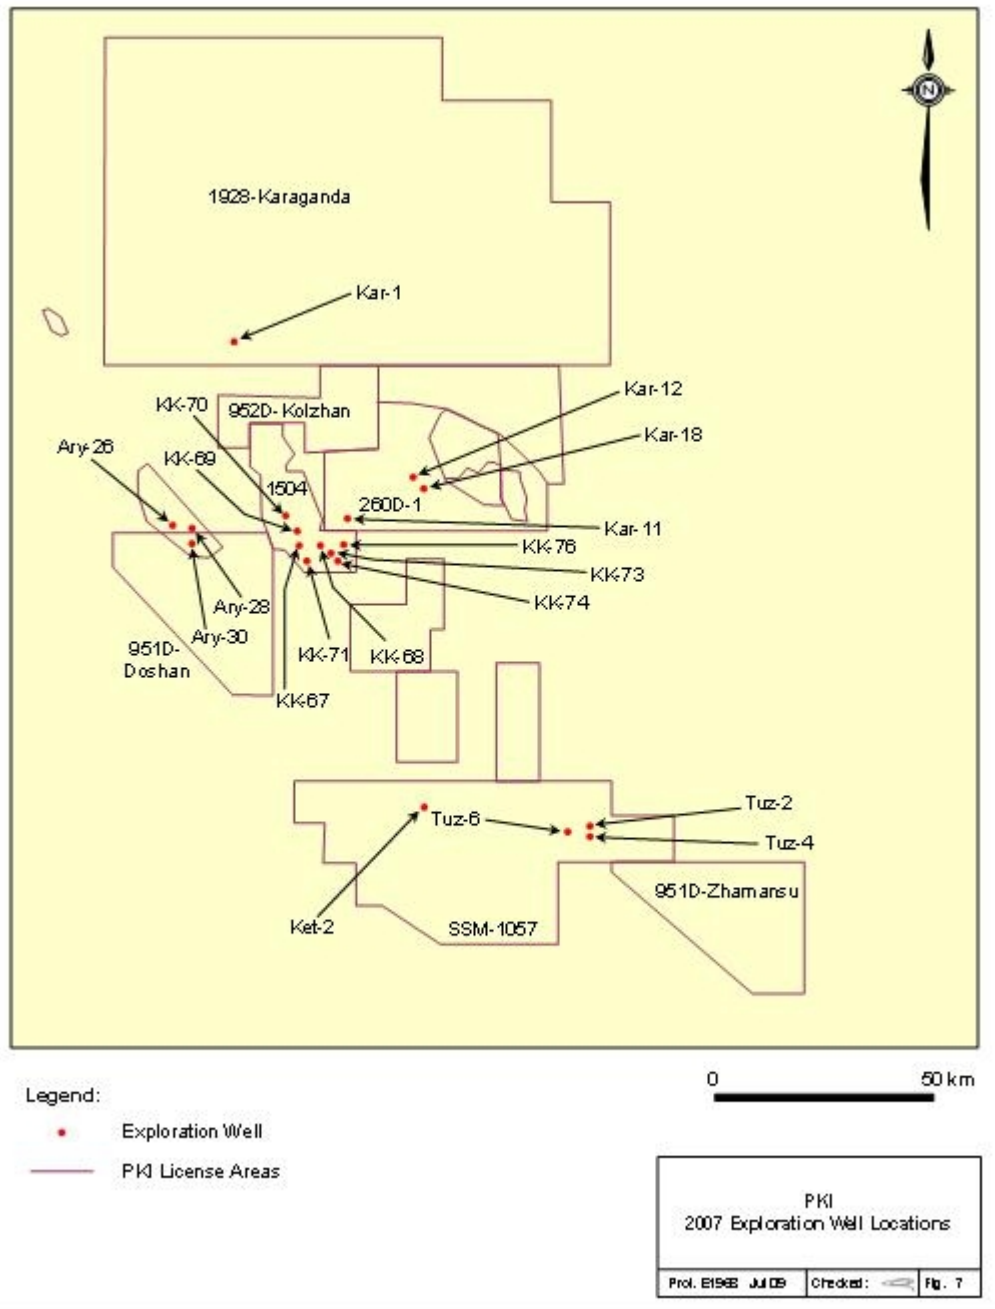 N
1928-Karaganda
Kar-1
Kar-12
KK-70
952D- Kolzhan
Kar-18
Ary-26
KK-69
1504
260D-1
Kar-11
KK-76
KK-73
KK-74
Ary-28
Ary-30
951D-
Doshan
KK-71
KK-68
KK-67
Tuz-2
Tuz-6
Tuz-4
951D-Zhamansu
Ket-2
SSM-1057
0
50 km
Legend:
Exploration Well
PKI License Areas
PKI
2007 Exploration Well Locations
Jul 09
Checked:
Fig. 7